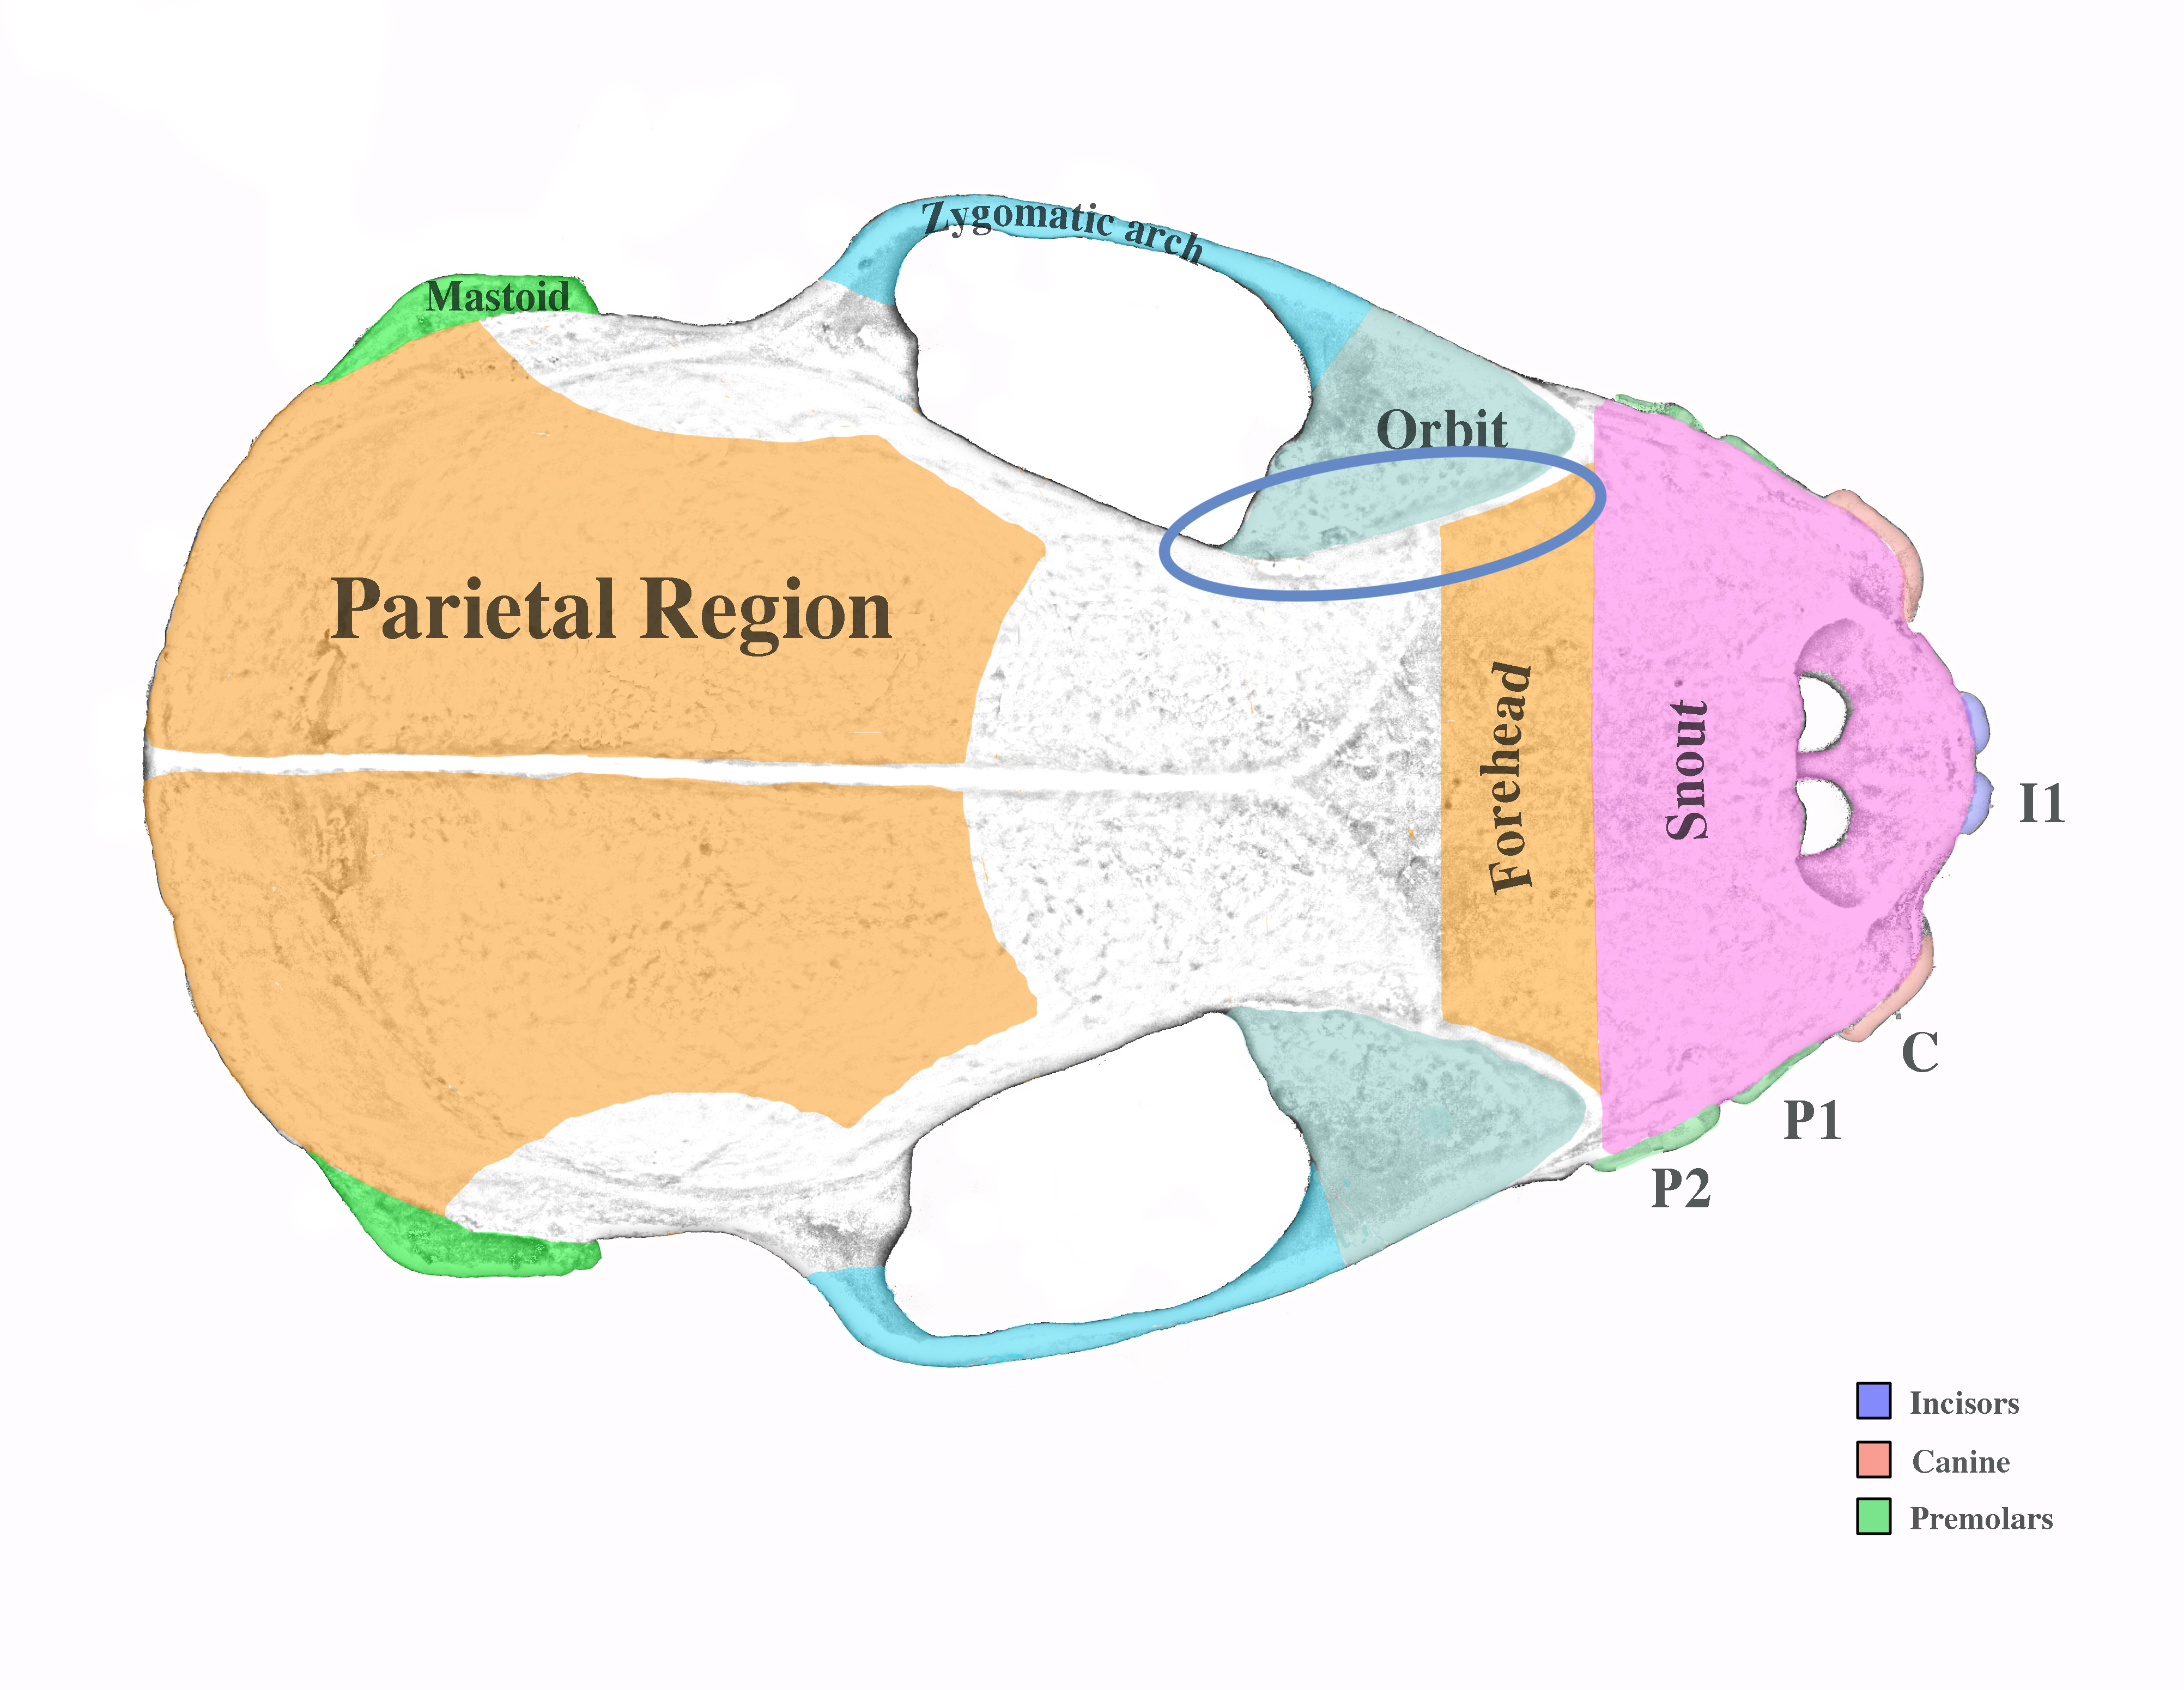 Zygomatic arch
Mastoid
Orbit
Parietal Region
Forehead
Snout
I1
C
P1
P2
Incisors
Canine
Premolars